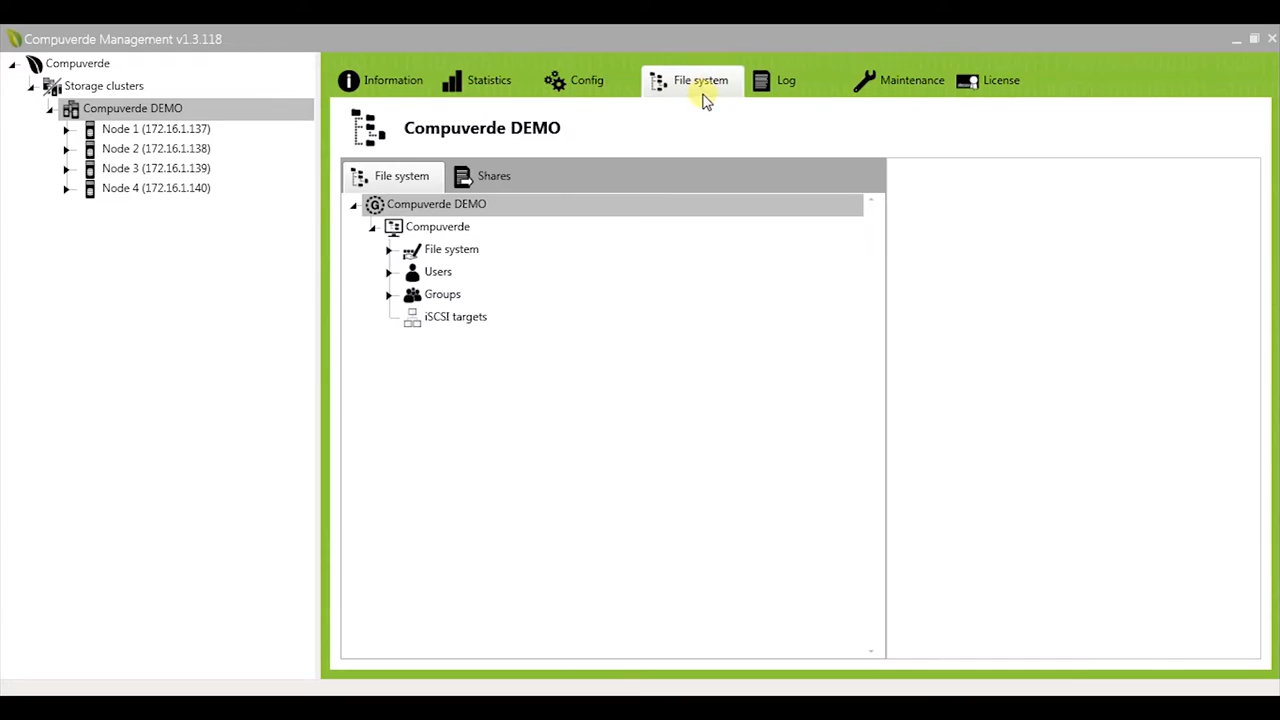 Compuverde Management v1.3.118
Compuverde
Storage clusters
Compuverde DEMO
Node 1 (172.16.1.137)
Node 2 (172.16.1.138)
Node 3 (172.16.1.139)
Node 4 (172.16.1.140)
Information Statistics Config File system Log Maintenance License
Compuverde DEMO
File system Shares
G Compuverde DEMO
Compuverde
File system
Users
Groups
iSCSI targets